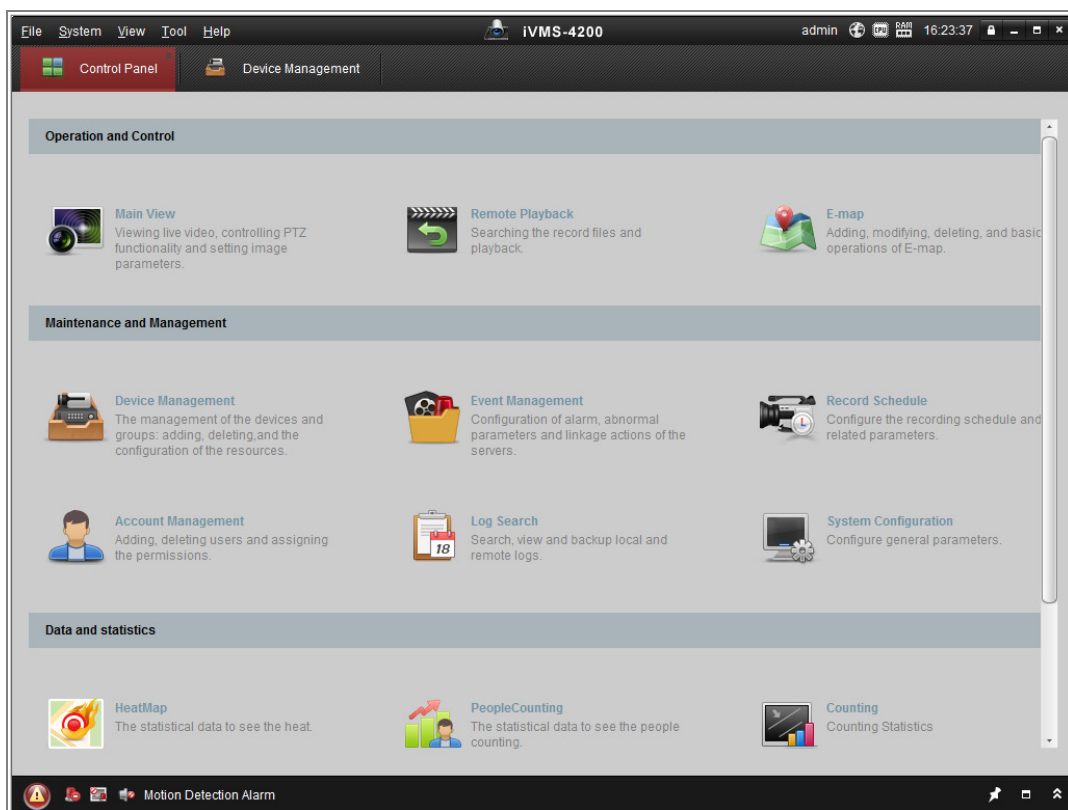 File System View Tool Help iVMS-4200 admin CPU RAM 16:23:37
Control Panel Device Management
Operation and Control
Main View
Viewing live video, controlling PTZ
functionality and setting image
parameters.
Remote Playback
Searching the record files and
playback.
E-map
Adding, modifying, deleting, and basic
operations of E-map.
Maintenance and Management
Device Management
The management of the devices and
groups: adding, deleting,and the
configuration of the resources.
Event Management
Configuration of alarm, abnormal
parameters and linkage actions of the
servers.
Record Schedule
Configure the recording schedule and
related parameters.
Account Management
Adding, deleting users and assigning
the permissions.
18
Log Search
Search, view and backup local and
remote logs.
System Configuration
Configure general parameters.
Data and statistics
HeatMap
The statistical data to see the heat.
PeopleCounting
The statistical data to see the people
counting.
Counting
Counting Statistics
Motion Detection Alarm